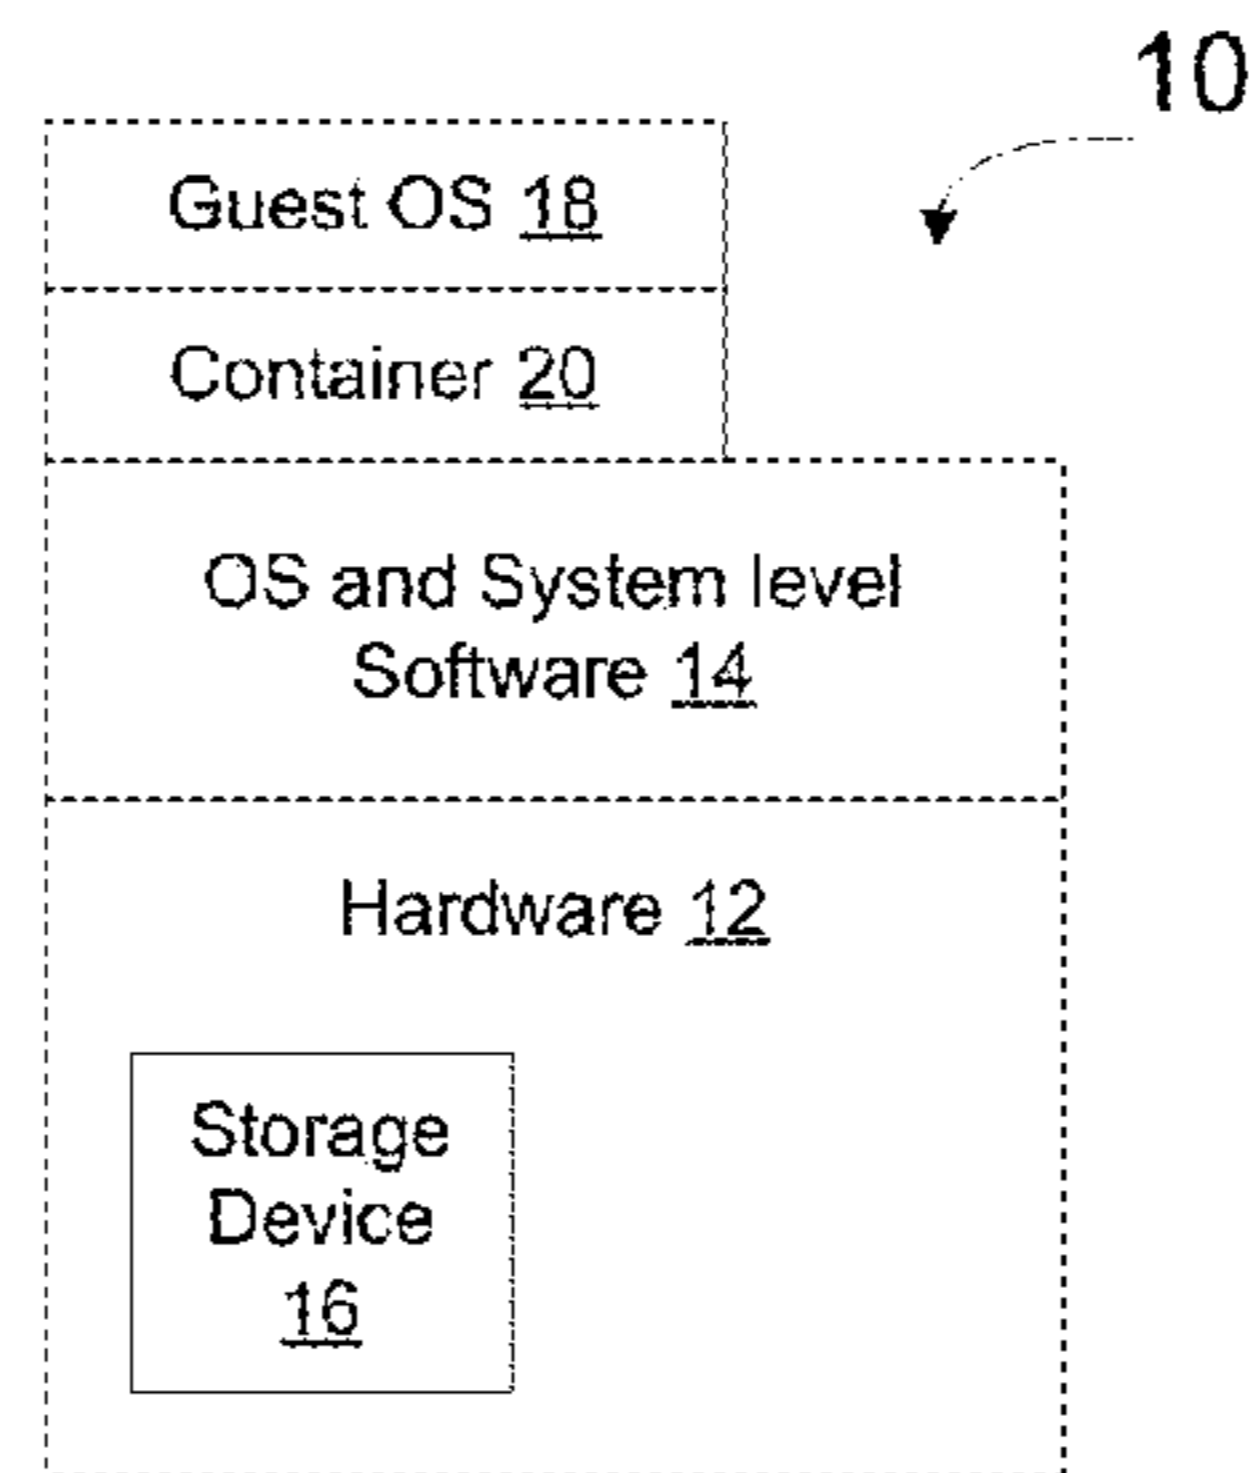 10
Guest OS 18
Container 20
OS and System level
Software 14
Hardware 12
Storage
Device
16